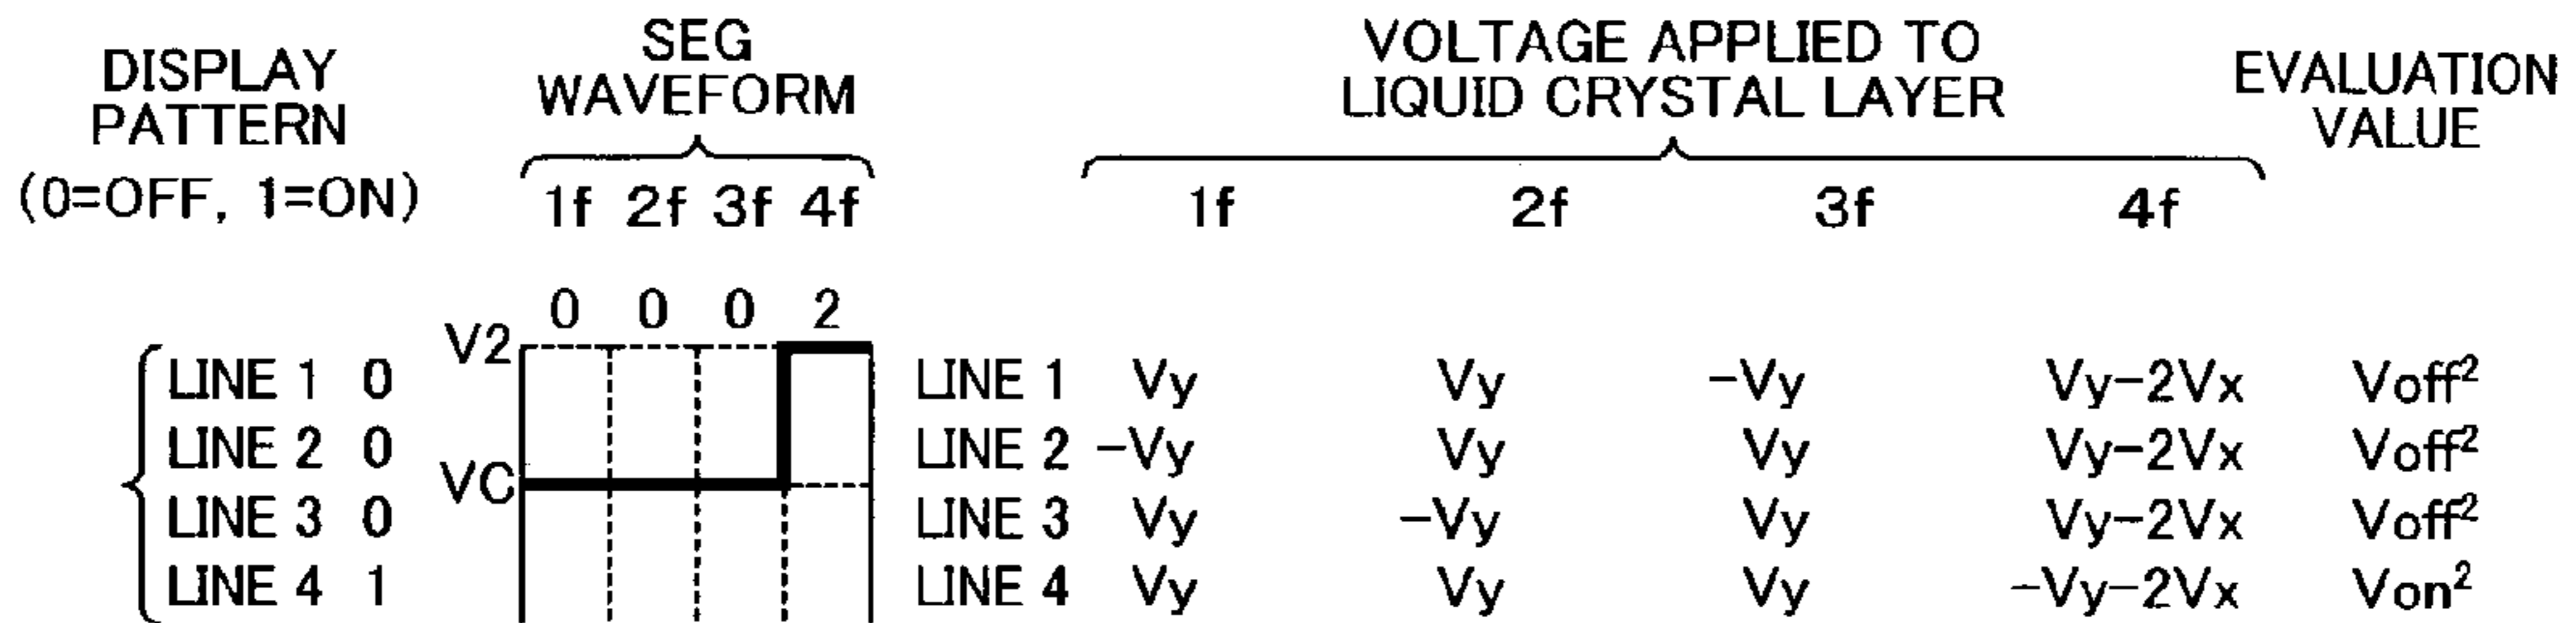 DISPLAY
PATTERN
(0=OFF, 1=ON)
SEG
WAVEFORM
1f 2f 3f 4f
VOLTAGE APPLIED TO
LIQUID CRYSTAL LAYER
1f 2f 3f 4f
EVALUATION
VALUE
0 0 0 2
V2
VC
LINE 1 0
LINE 2 0
LINE 3 0
LINE 4 1
LINE 1 Vy Vy -Vy Vy-2Vx Voff²
LINE 2 -Vy Vy Vy Vy-2Vx Voff²
LINE 3 Vy -Vy Vy Vy-2Vx Voff²
LINE 4 Vy Vy Vy -Vy-2Vx Von²